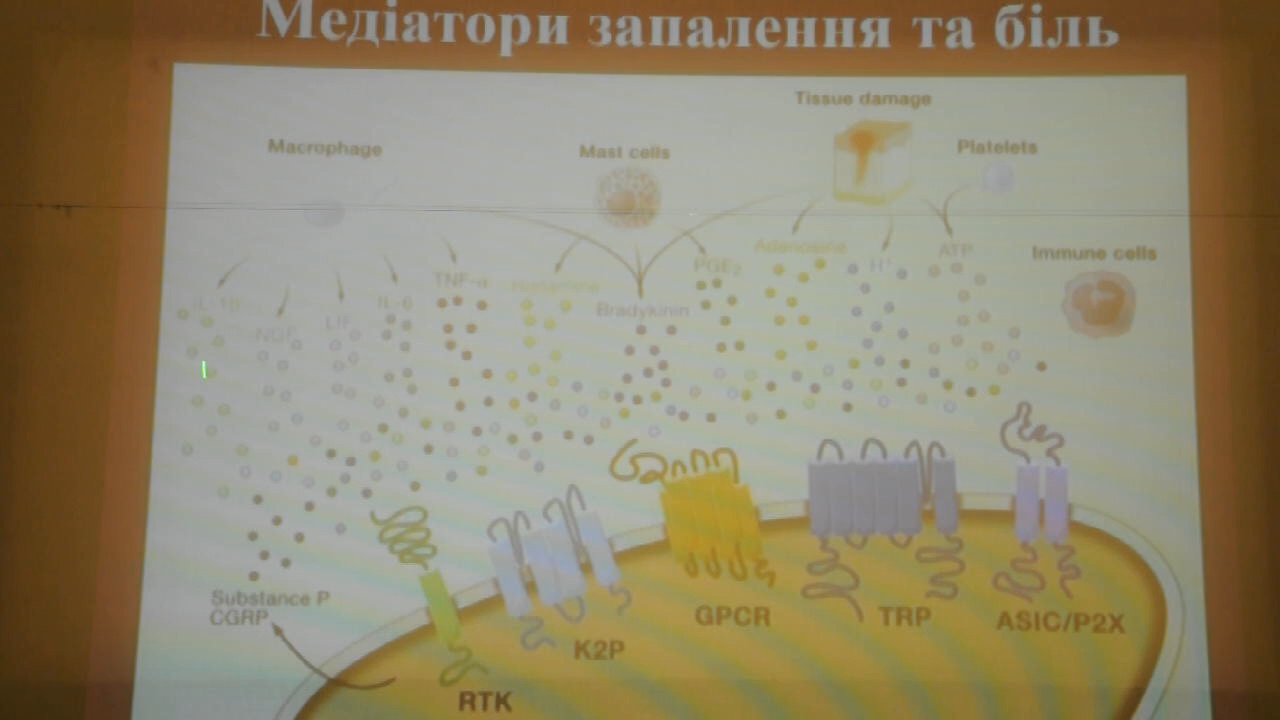 Медіатори запалення та біль
Tissue damage
Macrophage
Mast cells
Platelets
Adenosine
ATP
Immune cells
PGE₂
H⁺
TNF-α
Histamine
IL-1β
IL-6
Bradykinin
NGF
LIF
Substance P
CGRP
GPCR
TRP
ASIC/P2X
K2P
RTK